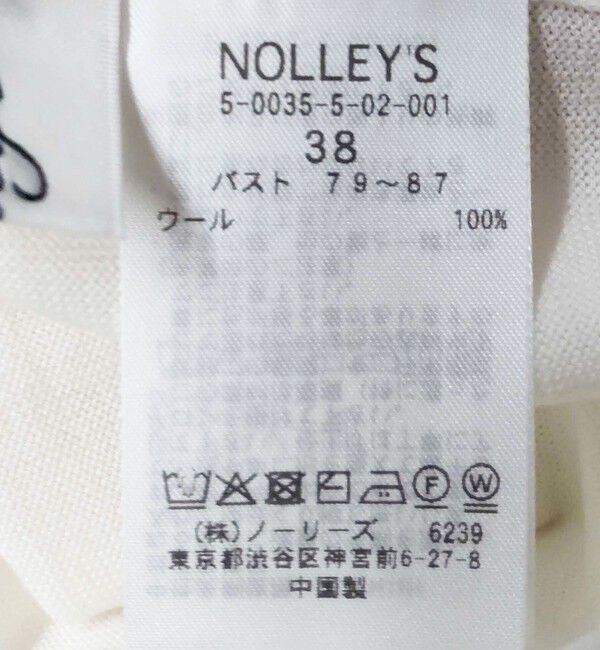 NOLLEY'S
5-0035-5-02-001
38
バスト 79～87
ウール 100%
F W
(株)ノーリーズ 6239
東京都渋谷区神宮前6-27-8
中国製